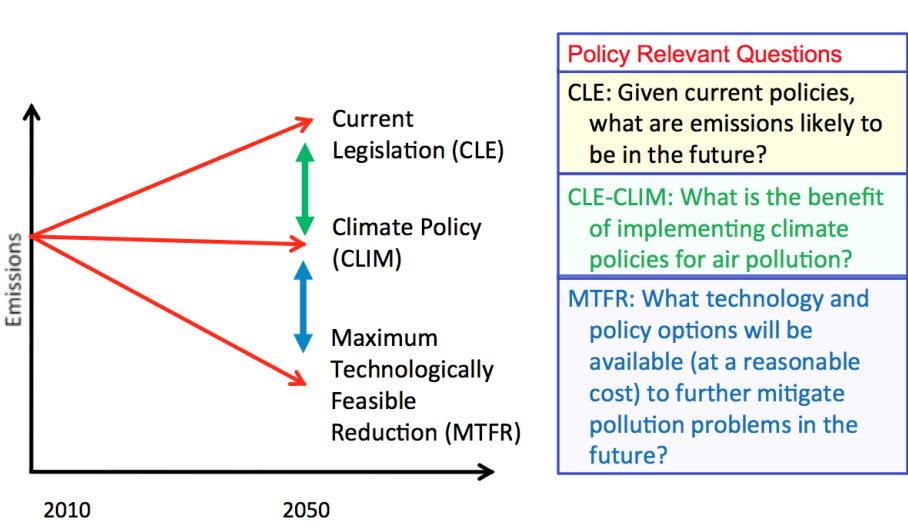 Emissions
Current
Legislation (CLE)
Climate Policy
(CLIM)
Maximum
Technologically
Feasible
Reduction (MTFR)
2010
2050
Policy Relevant Questions
CLE: Given current policies,
what are emissions likely to
be in the future?
CLE-CLIM: What is the benefit
of implementing climate
policies for air pollution?
MTFR: What technology and
policy options will be
available (at a reasonable
cost) to further mitigate
pollution problems in the
future?